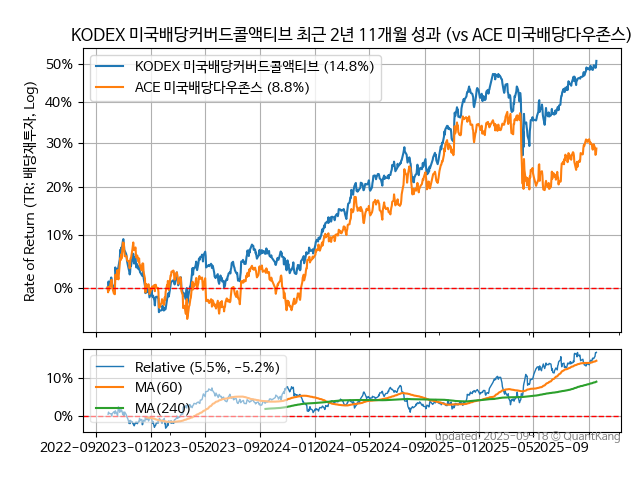 KODEX 미국배당커버드콜액티브 최근 2년 11개월 성과 (vs ACE 미국배당다우존스)
Rate of Return (TR: 배당재투자, Log)
50%
40%
30%
20%
10%
0%
KODEX 미국배당커버드콜액티브 (14.8%)
ACE 미국배당다우존스 (8.8%)
10%
0%
Relative (5.5%, −5.2%)
MA(60)
MA(240)
2022-09 2023-01 2023-05 2023-09 2024-01 2024-05 2024-09 2025-01 2025-05 2025-09
updated: 2025-09-18 © QuantKang